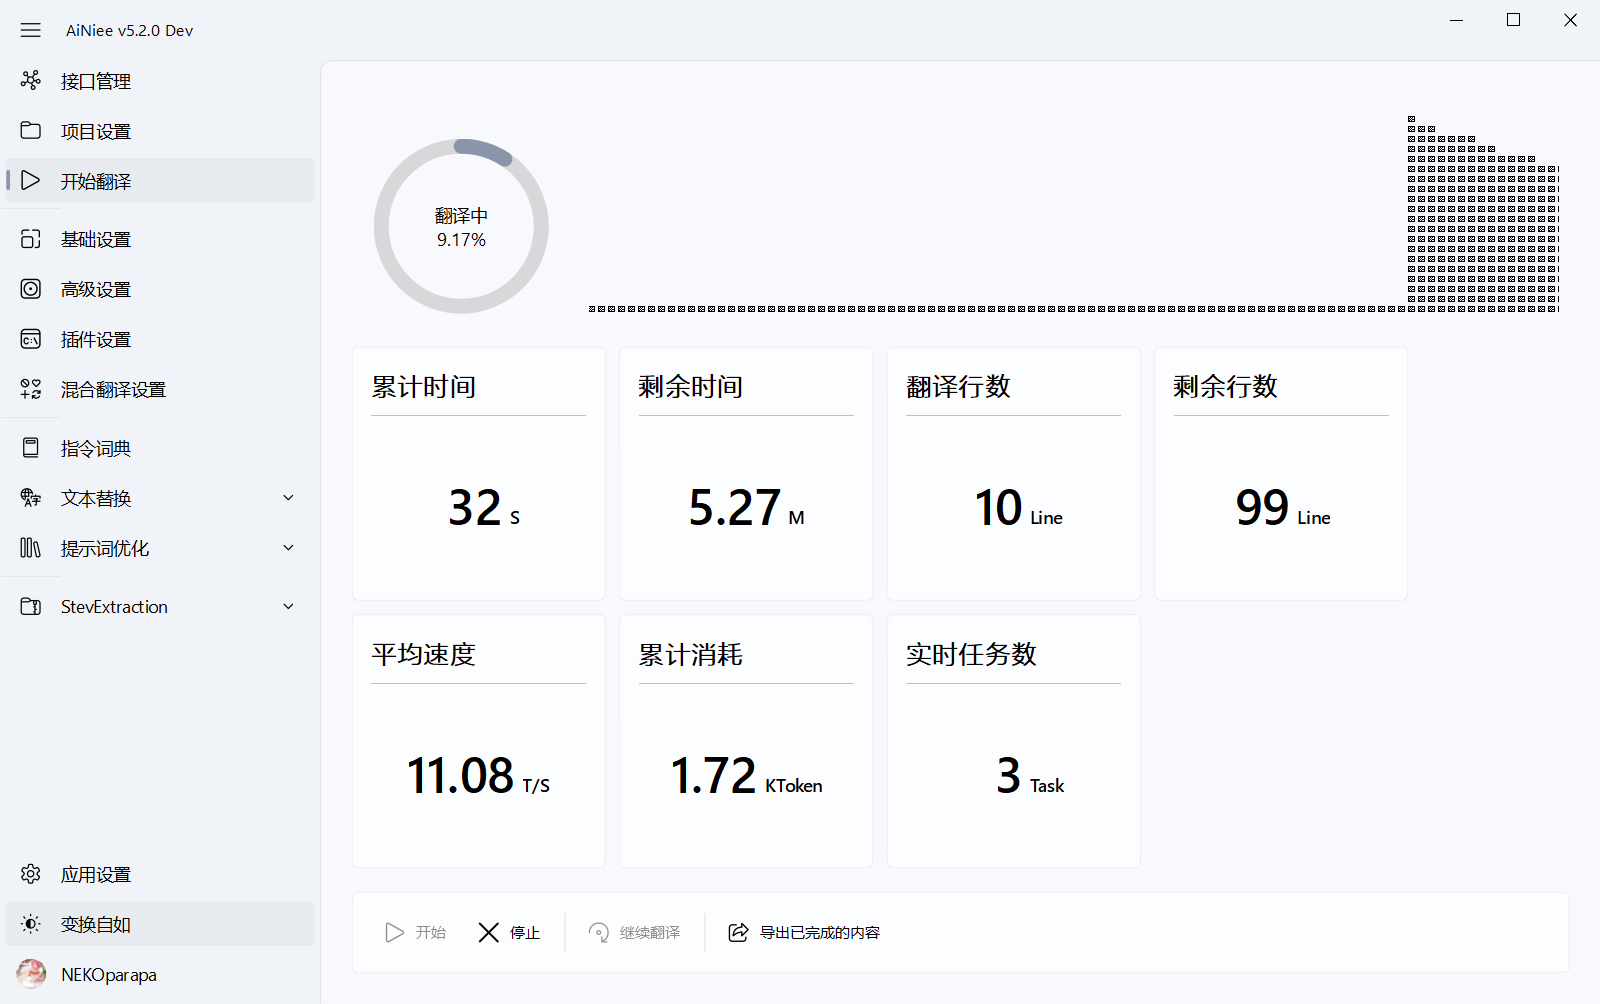 AiNiee v5.2.0 Dev
接口管理
项目设置
开始翻译
基础设置
高级设置
插件设置
混合翻译设置
指令词典
文本替换
提示词优化
StevExtraction
应用设置
变换自如
NEKOparapa
翻译中
9.17%
累计时间
32 S
剩余时间
5.27 M
翻译行数
10 Line
剩余行数
99 Line
平均速度
11.08 T/S
累计消耗
1.72 KToken
实时任务数
3 Task
开始
停止
继续翻译
导出已完成的内容